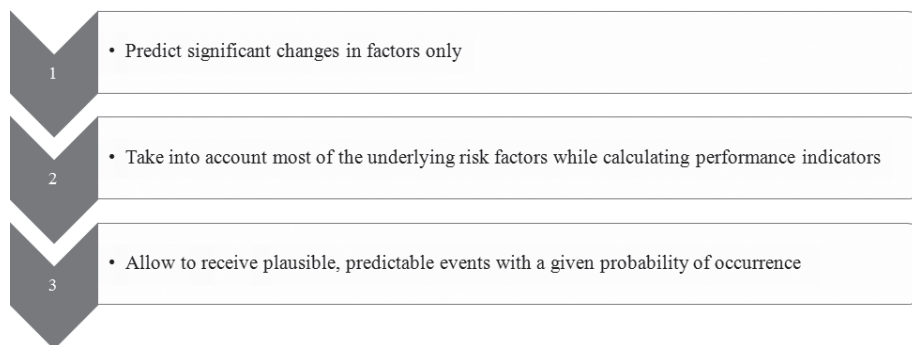 1
• Predict significant changes in factors only
2
• Take into account most of the underlying risk factors while calculating performance indicators
3
• Allow to receive plausible, predictable events with a given probability of occurrence